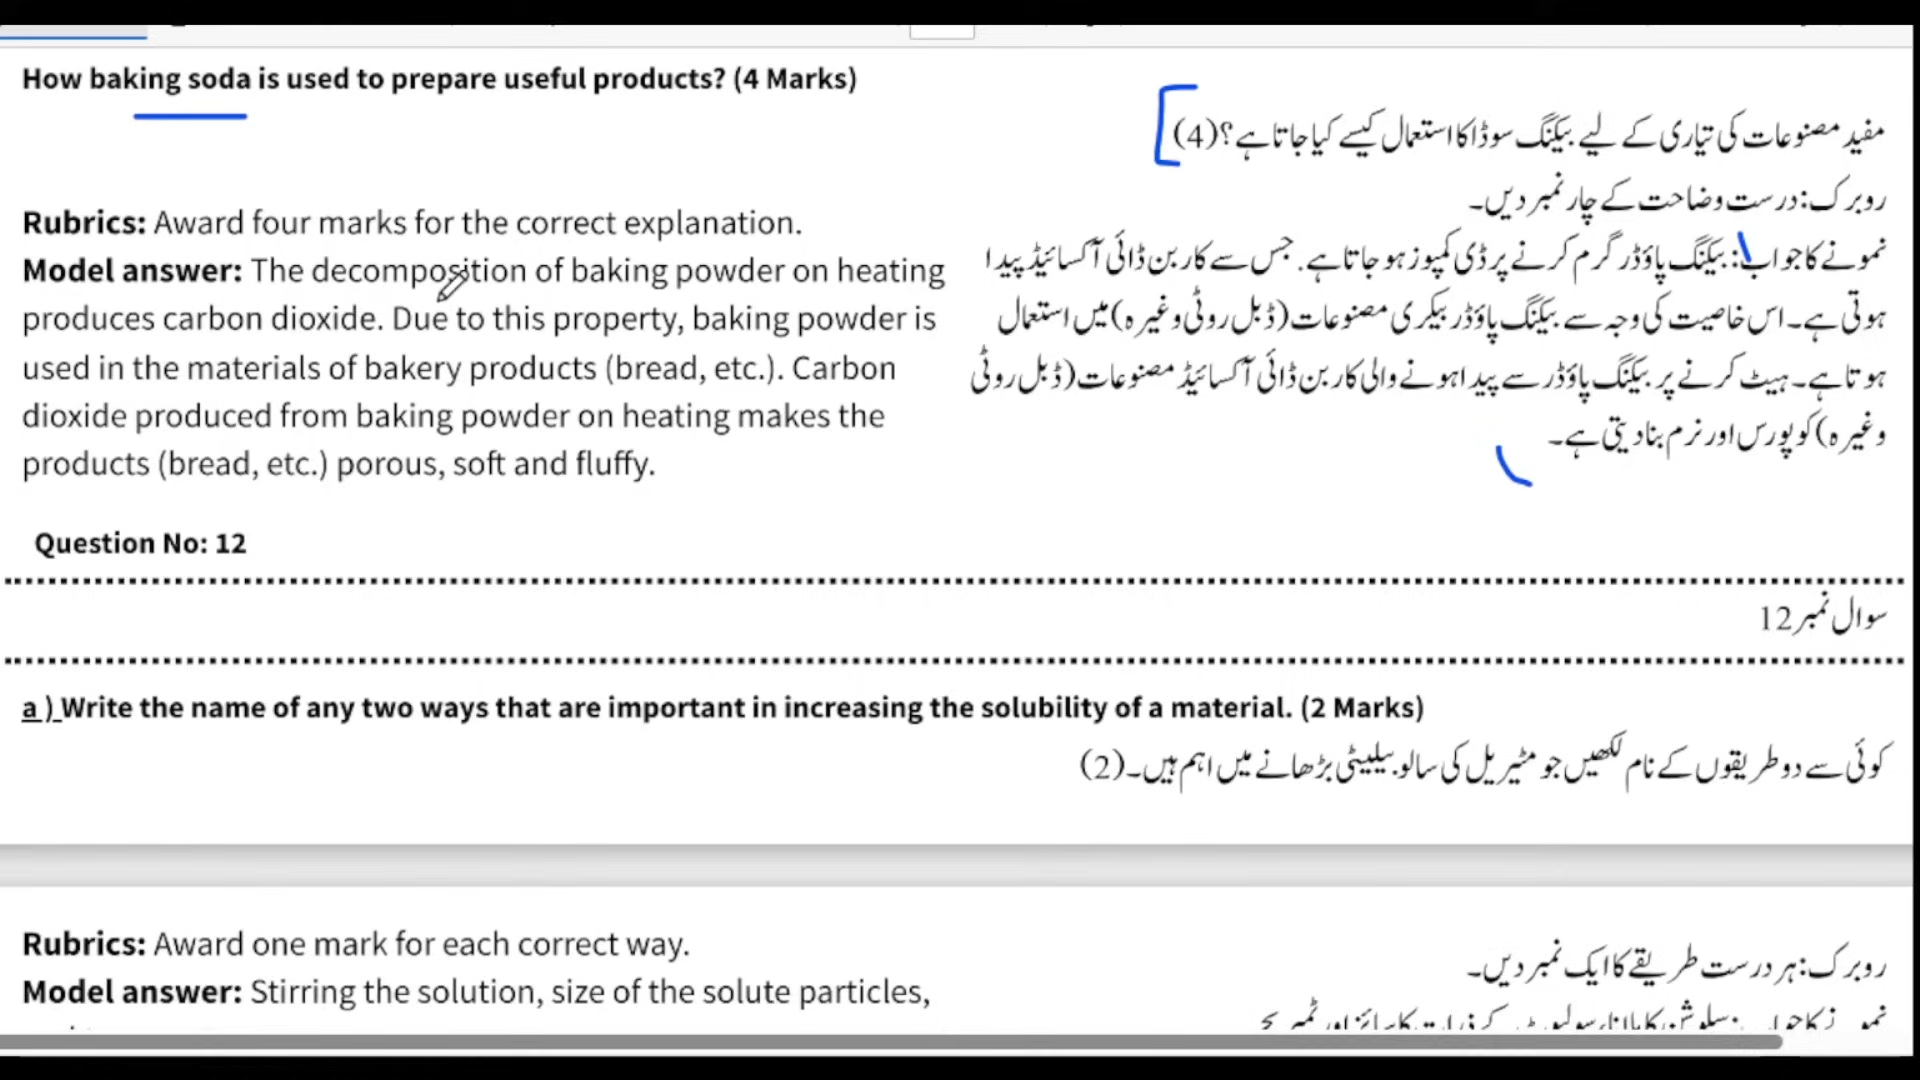 How baking soda is used to prepare useful products? (4 Marks)
مفید مصنوعات کی تیاری کے لیے بیکنگ سوڈا کا استعمال کیسے کیا جاتا ہے؟ (4)
روبرک: درست وضاحت کے چار نمبر دیں۔
Rubrics: Award four marks for the correct explanation.
Model answer: The decomposition of baking powder on heating
produces carbon dioxide. Due to this property, baking powder is
used in the materials of bakery products (bread, etc.). Carbon
dioxide produced from baking powder on heating makes the
products (bread, etc.) porous, soft and fluffy.
نمونے کا جواب: بیکنگ پاؤڈر گرم کرنے پر ڈی کمپوز ہو جاتا ہے. جس سے کاربن ڈائی آکسائیڈ پیدا
ہوتی ہے۔ اس خاصیت کی وجہ سے بیکنگ پاؤڈر بیکری مصنوعات (ڈبل روٹی وغیرہ) میں استعمال
ہوتا ہے۔ ہیٹ کرنے پر بیکنگ پاؤڈر سے پیدا ہونے والی کاربن ڈائی آکسائیڈ مصنوعات (ڈبل روٹی
وغیرہ) کو پورس اور نرم بنا دیتی ہے۔
Question No: 12
سوال نمبر 12
a ) Write the name of any two ways that are important in increasing the solubility of a material. (2 Marks)
کوئی سے دو طریقوں کے نام لکھیں جو مٹیریل کی سالوبیلیٹی بڑھانے میں اہم ہیں۔ (2)
Rubrics: Award one mark for each correct way.
Model answer: Stirring the solution, size of the solute particles,
روبرک: ہر درست طریقے کا ایک نمبر دیں۔